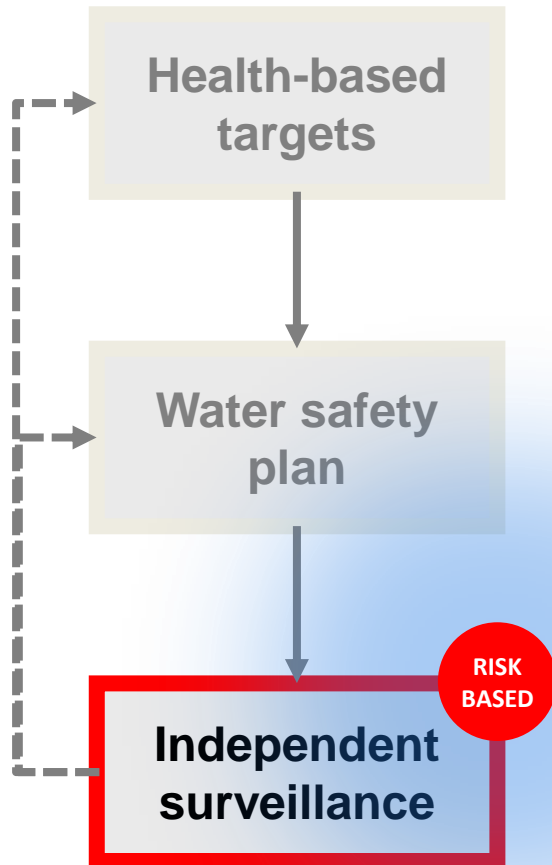 Health-based
targets
Water safety
plan
RISK
BASED
Independent
surveillance